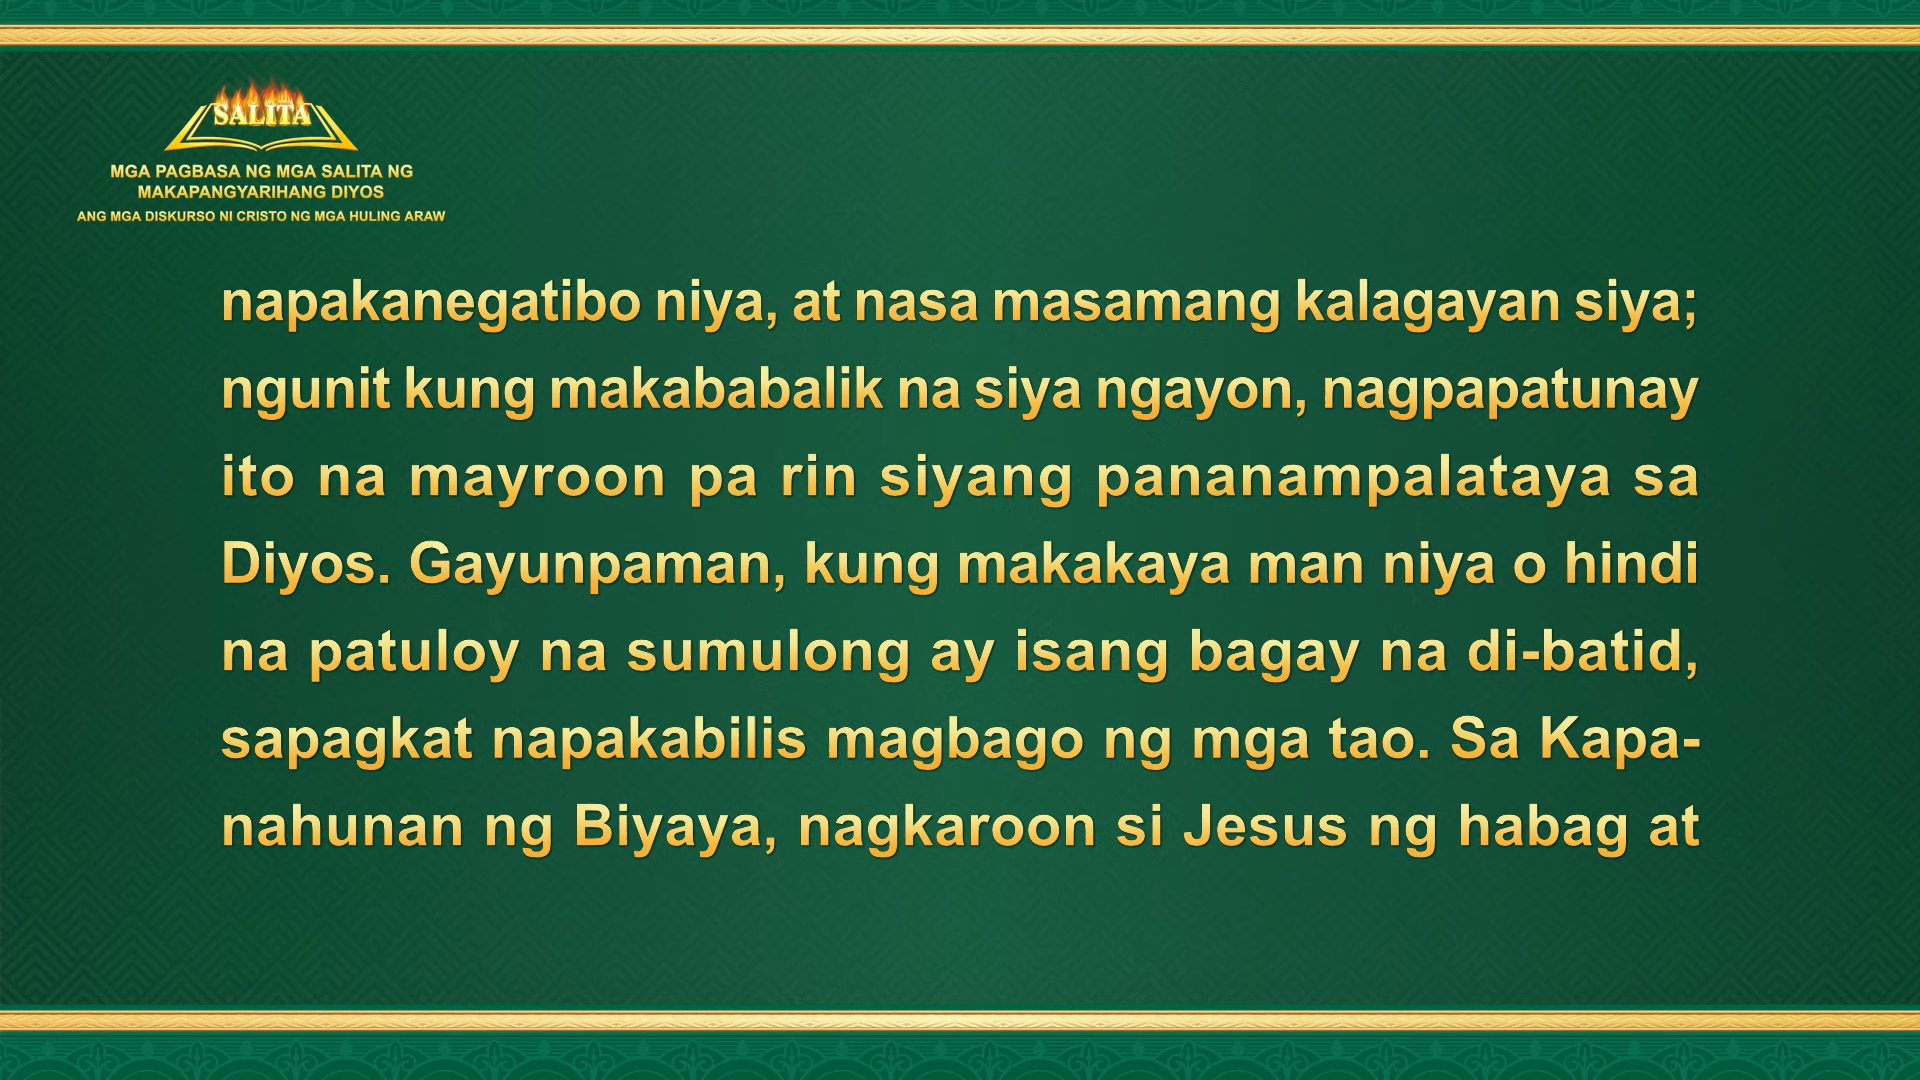 SALITA
MGA PAGBASA NG MGA SALITA NG
MAKAPANGYARIHANG DIYOS
ANG MGA DISKURSO NI CRISTO NG MGA HULING ARAW
napakanegatibo niya, at nasa masamang kalagayan siya;
ngunit kung makababalik na siya ngayon, nagpapatunay
ito na mayroon pa rin siyang pananampalataya sa
Diyos. Gayunpaman, kung makakaya man niya o hindi
na patuloy na sumulong ay isang bagay na di-batid,
sapagkat napakabilis magbago ng mga tao. Sa Kapa-
nahunan ng Biyaya, nagkaroon si Jesus ng habag at